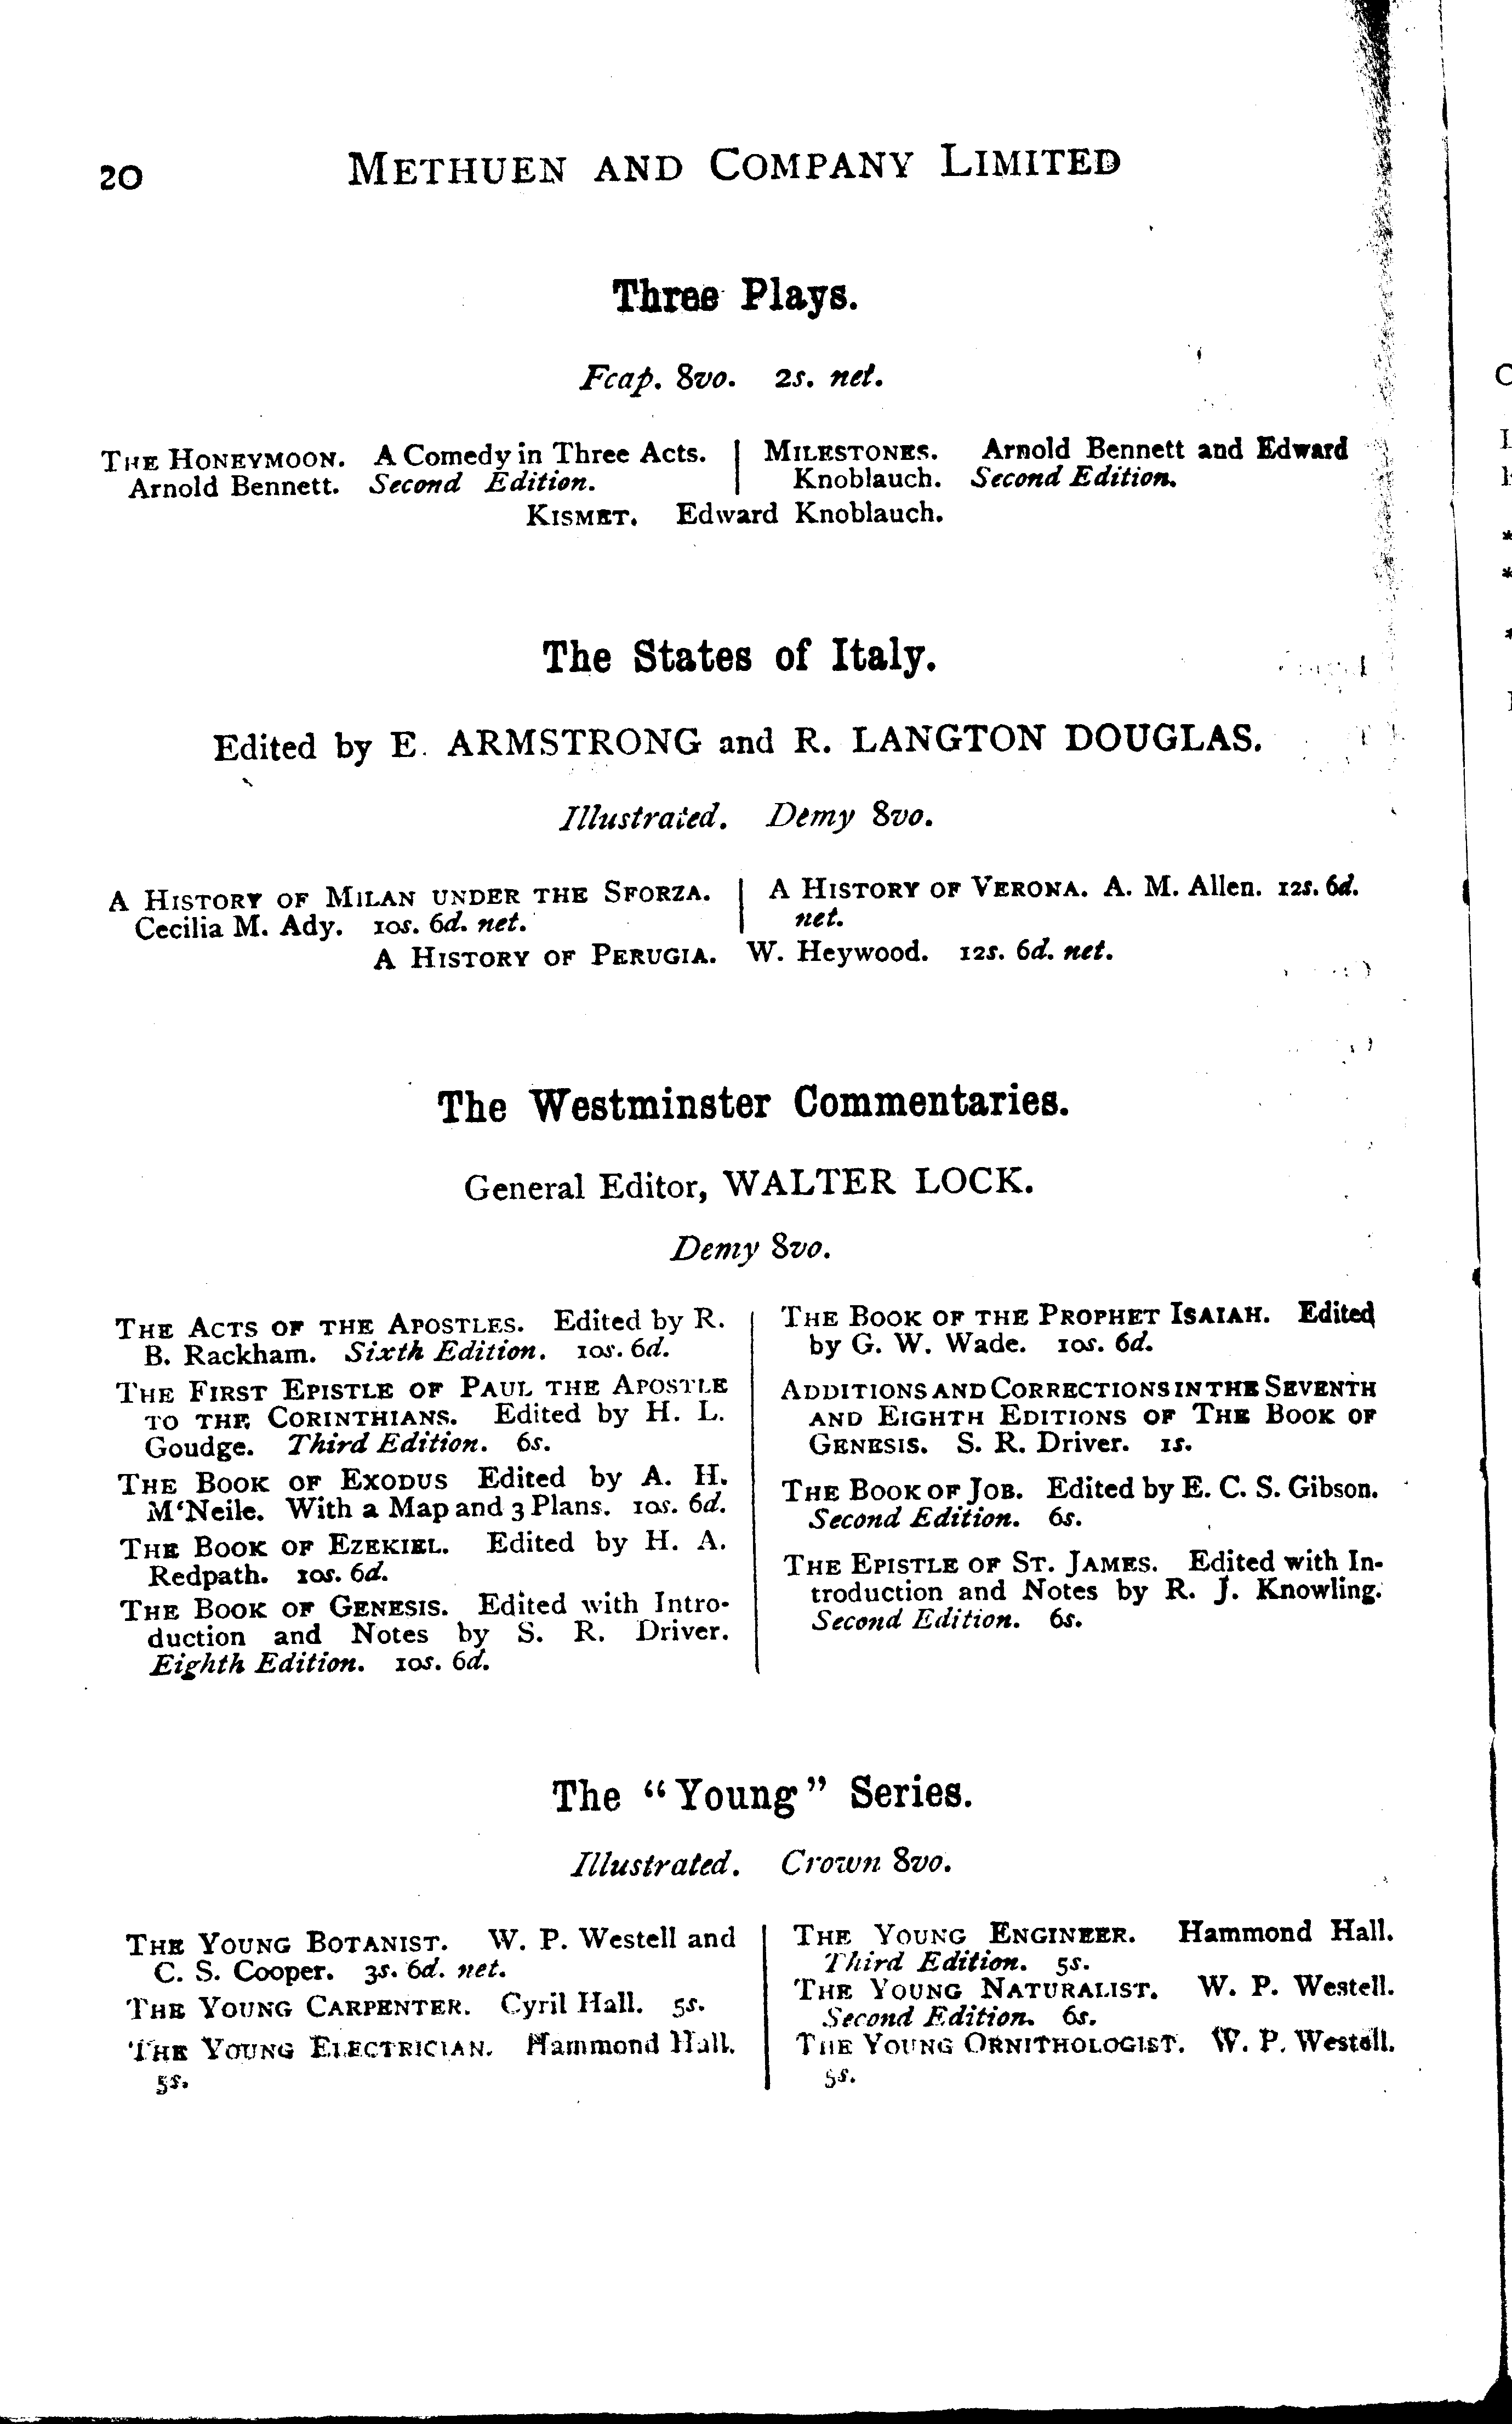 20 METHUEN AND COMPANY LIMITED
Three Plays.
Fcap. 8vo. 2s. net.
THE HONEYMOON. A Comedy in Three Acts.
Arnold Bennett. Second Edition.
MILESTONES. Arnold Bennett and Edward
Knoblauch. Second Edition.
KISMET. Edward Knoblauch.
The States of Italy.
Edited by E. ARMSTRONG and R. LANGTON DOUGLAS.
Illustrated. Demy 8vo.
A HISTORY OF MILAN UNDER THE SFORZA.
Cecilia M. Ady. 10s. 6d. net.
A HISTORY OF VERONA. A. M. Allen. 12s. 6d.
net.
A HISTORY OF PERUGIA. W. Heywood. 12s. 6d. net.
The Westminster Commentaries.
General Editor, WALTER LOCK.
Demy 8vo.
THE ACTS OF THE APOSTLES. Edited by R.
B. Rackham. Sixth Edition. 10s. 6d.
THE FIRST EPISTLE OF PAUL THE APOSTLE
TO THE CORINTHIANS. Edited by H. L.
Goudge. Third Edition. 6s.
THE BOOK OF EXODUS Edited by A. H.
M‘Neile. With a Map and 3 Plans. 10s. 6d.
THE BOOK OF EZEKIEL. Edited by H. A.
Redpath. 10s. 6d.
THE BOOK OF GENESIS. Edited with Intro-
duction and Notes by S. R. Driver.
Eighth Edition. 10s. 6d.
THE BOOK OF THE PROPHET ISAIAH. Edited
by G. W. Wade. 10s. 6d.
ADDITIONS AND CORRECTIONS IN THE SEVENTH
AND EIGHTH EDITIONS OF THE BOOK OF
GENESIS. S. R. Driver. 1s.
THE BOOK OF JOB. Edited by E. C. S. Gibson.
Second Edition. 6s.
THE EPISTLE OF ST. JAMES. Edited with In-
troduction and Notes by R. J. Knowling.
Second Edition. 6s.
The “Young” Series.
Illustrated. Crown 8vo.
THE YOUNG BOTANIST. W. P. Westell and
C. S. Cooper. 3s. 6d. net.
THE YOUNG CARPENTER. Cyril Hall. 5s.
THE YOUNG ELECTRICIAN. Hammond Hall.
5s.
THE YOUNG ENGINEER. Hammond Hall.
Third Edition. 5s.
THE YOUNG NATURALIST. W. P. Westell.
Second Edition. 6s.
THE YOUNG ORNITHOLOGIST. W. P. Westell.
5s.